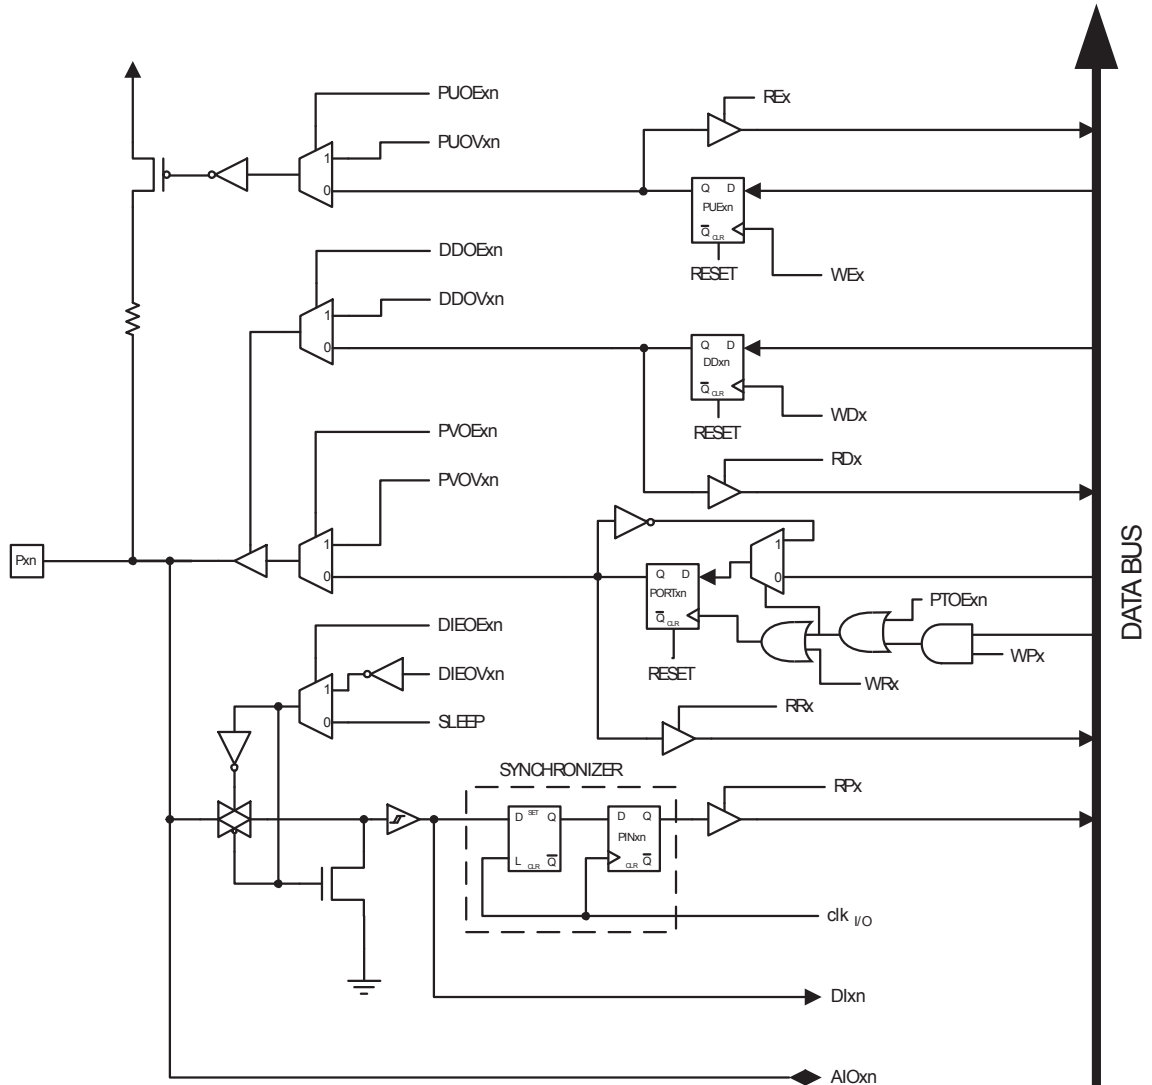 PUOExn
REx
PUOVxn
1
0
Q D
PUExn
Q CLR
RESET
WEx
DDOExn
DDOVxn
1
0
Q D
DDxn
Q CLR
RESET
WDx
PVOExn
RDx
PVOVxn
DATA BUS
Pxn
1
0
1
0
Q D
PORTxn
Q CLR
RESET
PTOExn
WPx
WRx
DIEOExn
DIEOVxn
1
0
SLEEP
RRx
SYNCHRONIZER
RPx
D SET Q
L CLR Q
D Q
PINxn
CLR Q
clk I/O
DIxn
AIOxn